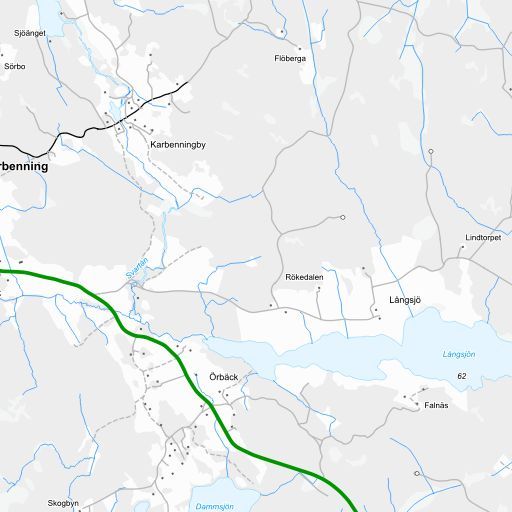 Sjöänget
Sörbo
Flöberga
Karbenningby
rbenning
Lindtorpet
Svartån
Rökedalen
Långsjö
Långsjön
62
Örbäck
Falnäs
Skogbyn
Dammsjön